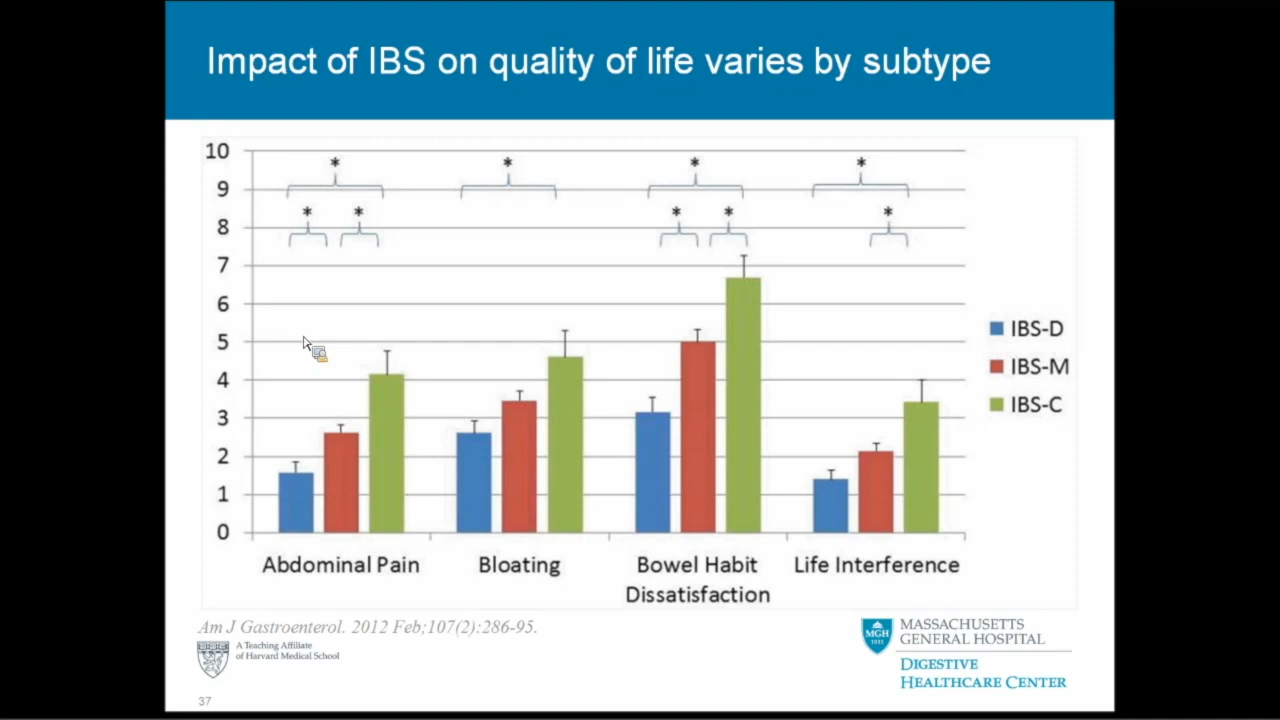 Impact of IBS on quality of life varies by subtype
10
9
8
7
6
5
4
3
2
1
0
* * * *
* * * * *
IBS-D
IBS-M
IBS-C
Abdominal Pain
Bloating
Bowel Habit
Dissatisfaction
Life Interference
Am J Gastroenterol. 2012 Feb;107(2):286-95.
A Teaching Affiliate
of Harvard Medical School
MGH
1811
MASSACHUSETTS
GENERAL HOSPITAL
DIGESTIVE
HEALTHCARE CENTER
37